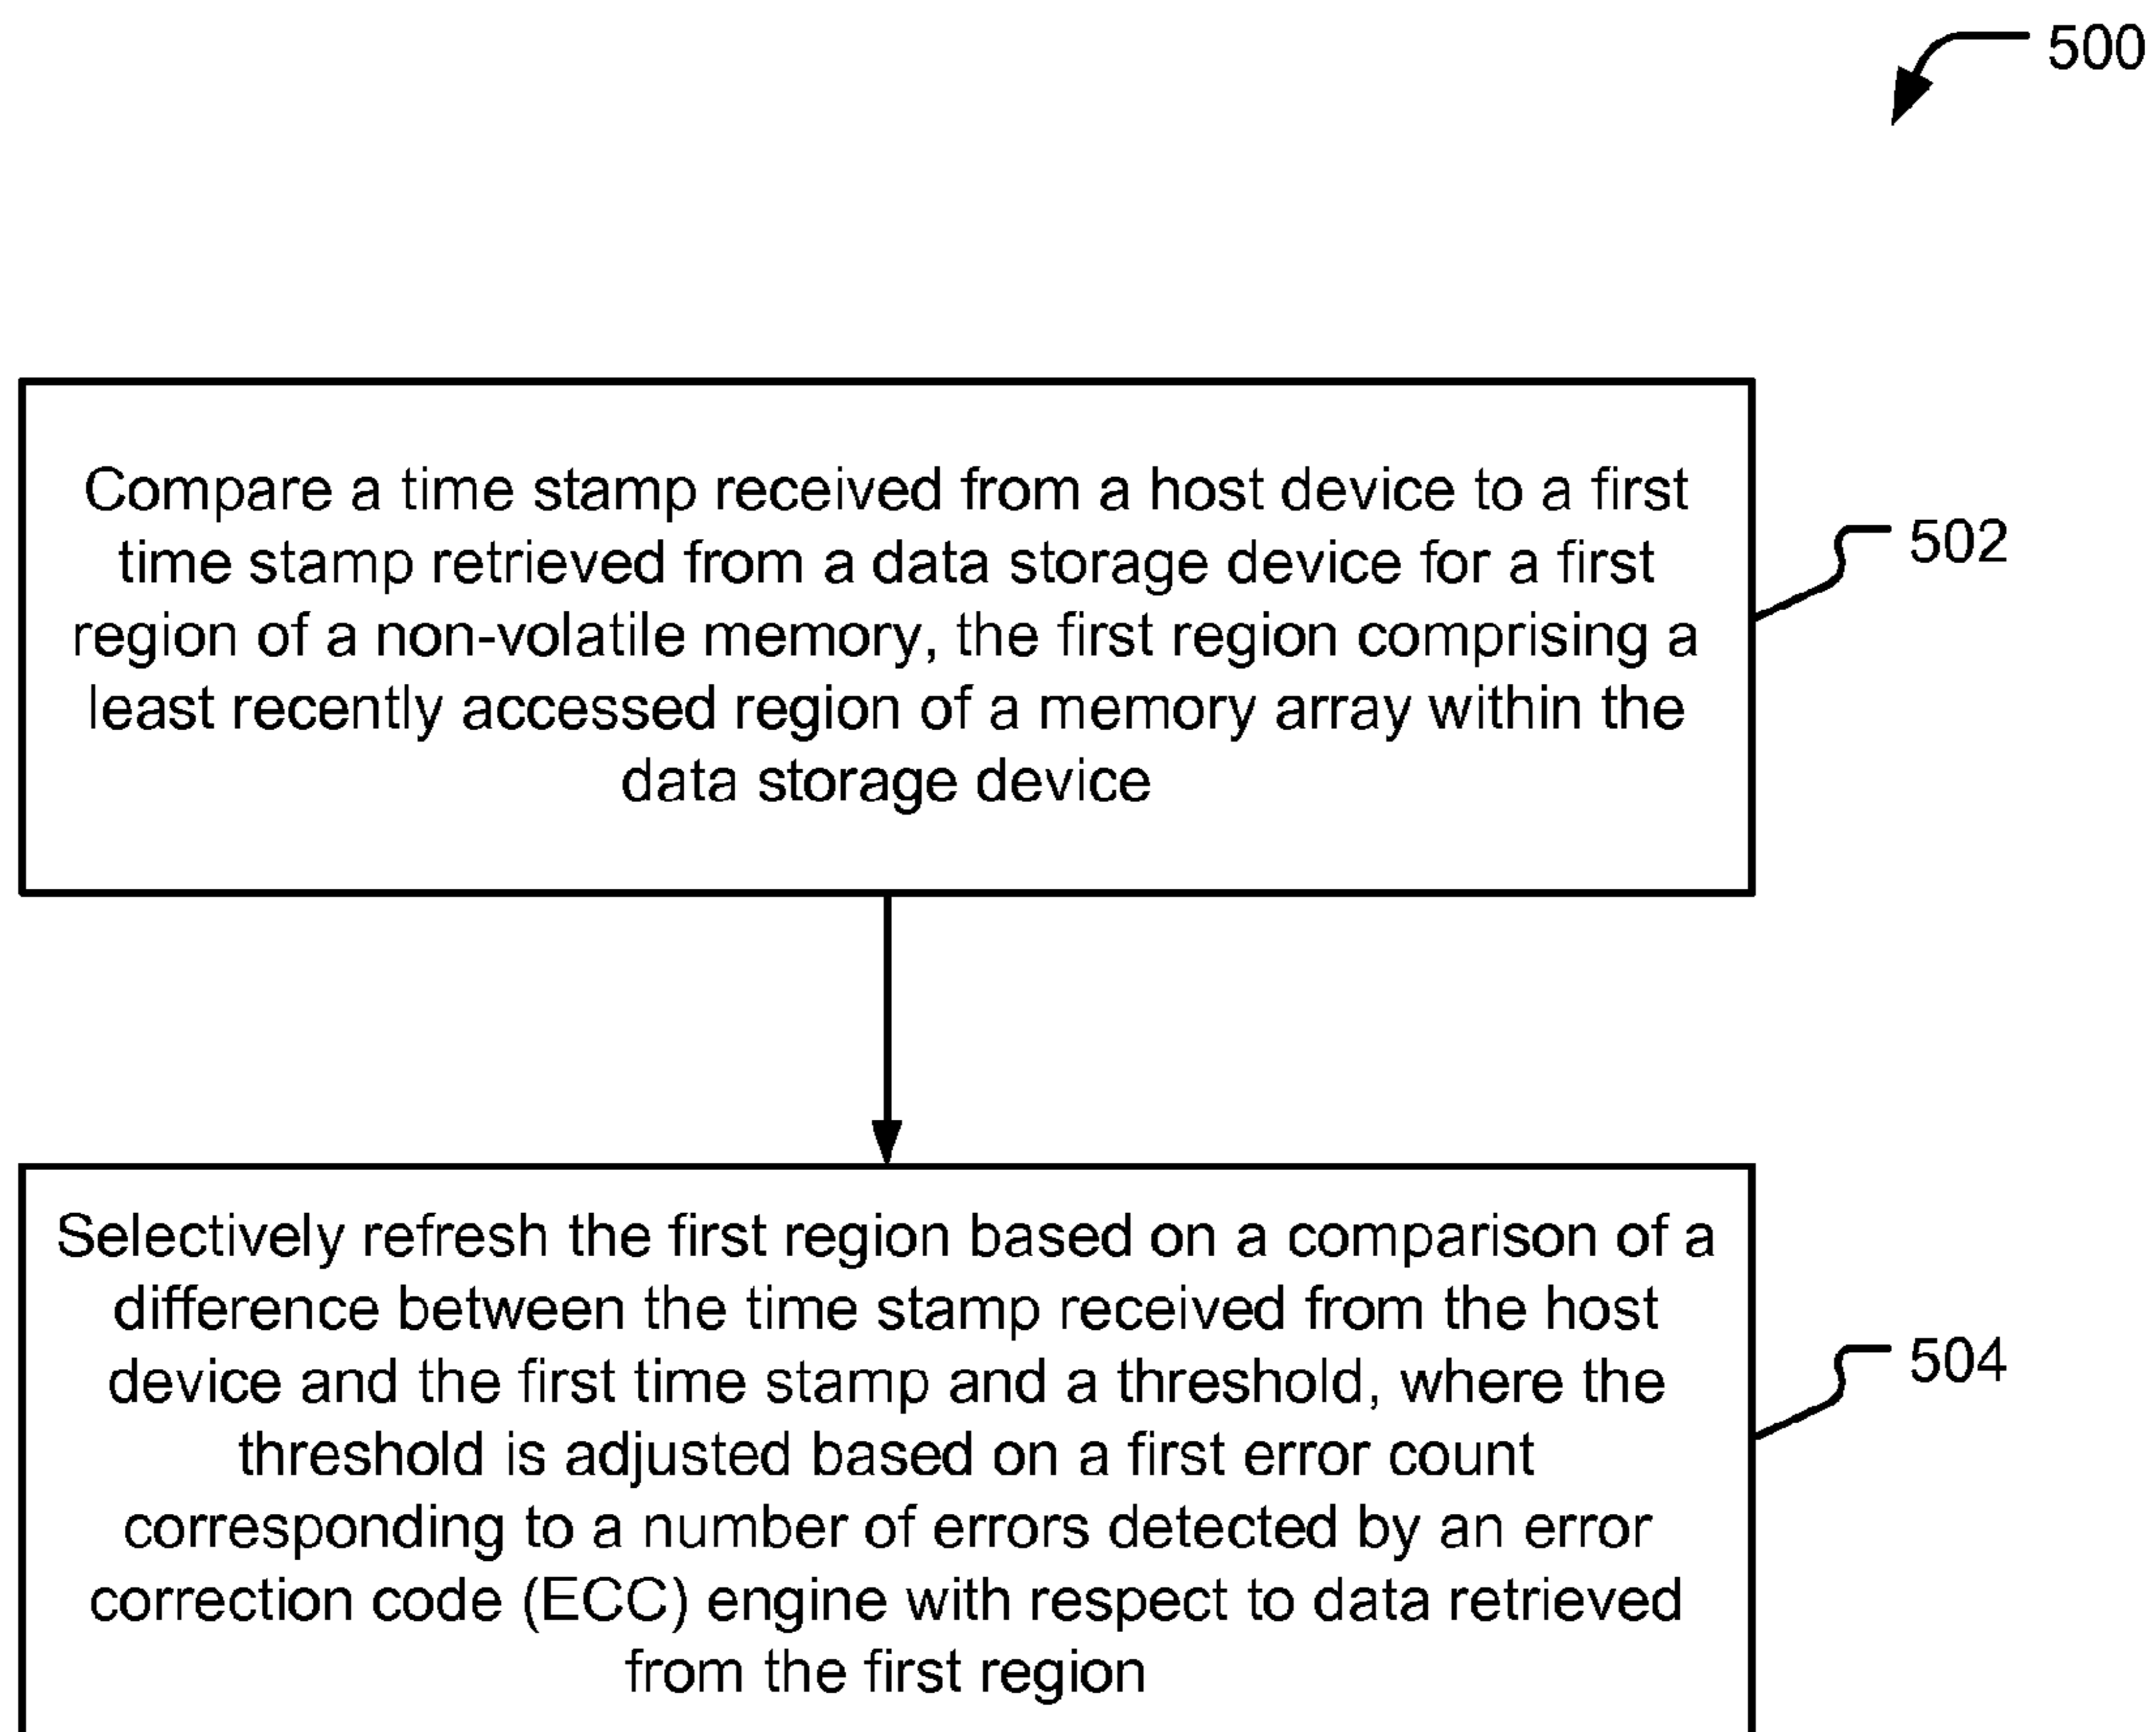 500
Compare a time stamp received from a host device to a first
time stamp retrieved from a data storage device for a first
region of a non-volatile memory, the first region comprising a
least recently accessed region of a memory array within the
data storage device
502
Selectively refresh the first region based on a comparison of a
difference between the time stamp received from the host
device and the first time stamp and a threshold, where the
threshold is adjusted based on a first error count
corresponding to a number of errors detected by an error
correction code (ECC) engine with respect to data retrieved
from the first region
504